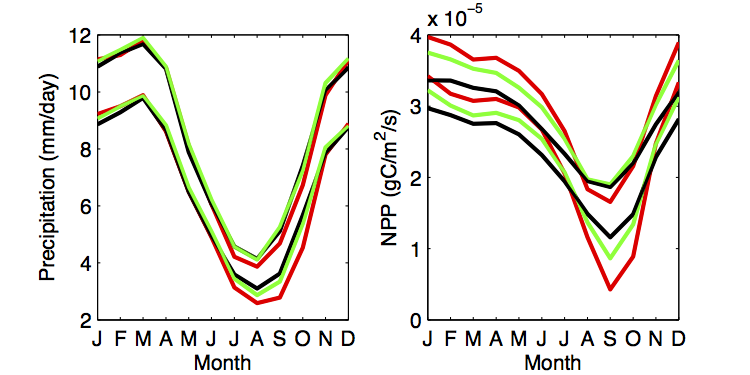 12
10
8
6
4
2
Precipitation (mm/day)
J F M A M J J A S O N D
Month
x 10⁻⁵
4
3
2
1
0
NPP (gC/m²/s)
J F M A M J J A S O N D
Month